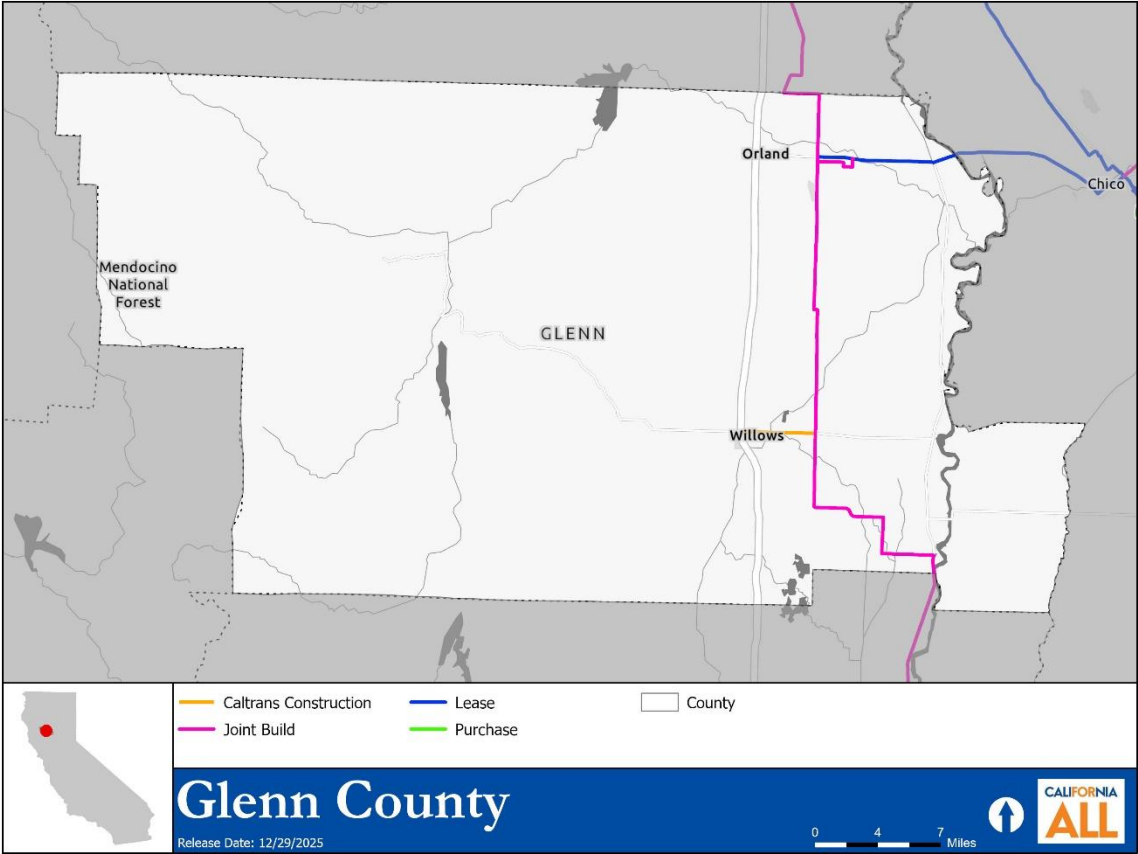 Orland
Chico
Mendocino
National
Forest
GLENN
Willows
Caltrans Construction
Lease
County
Joint Build
Purchase
Glenn County
Release Date: 12/29/2025
0 4 7
Miles
CALIFORNIA
ALL